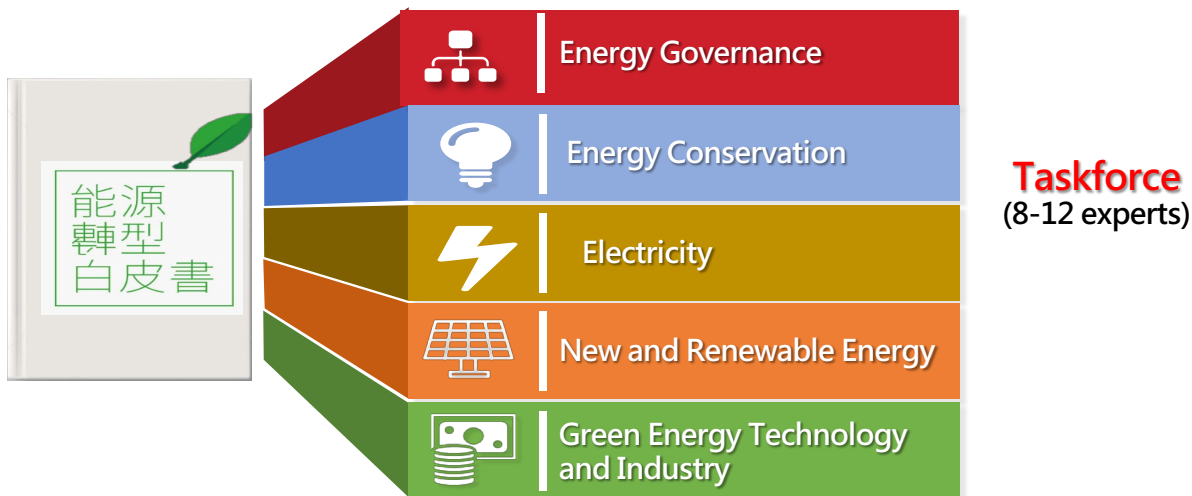 能源
轉型
白皮書
Energy Governance
Energy Conservation
Electricity
New and Renewable Energy
Green Energy Technology
and Industry
Taskforce
(8-12 experts)